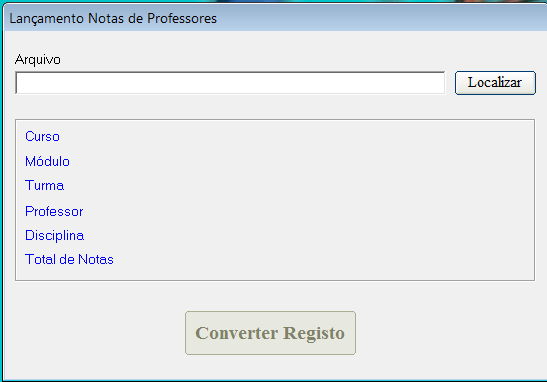 Lançamento Notas de Professores
Arquivo
Localizar
Curso
Módulo
Turma
Professor
Disciplina
Total de Notas
Converter Registo